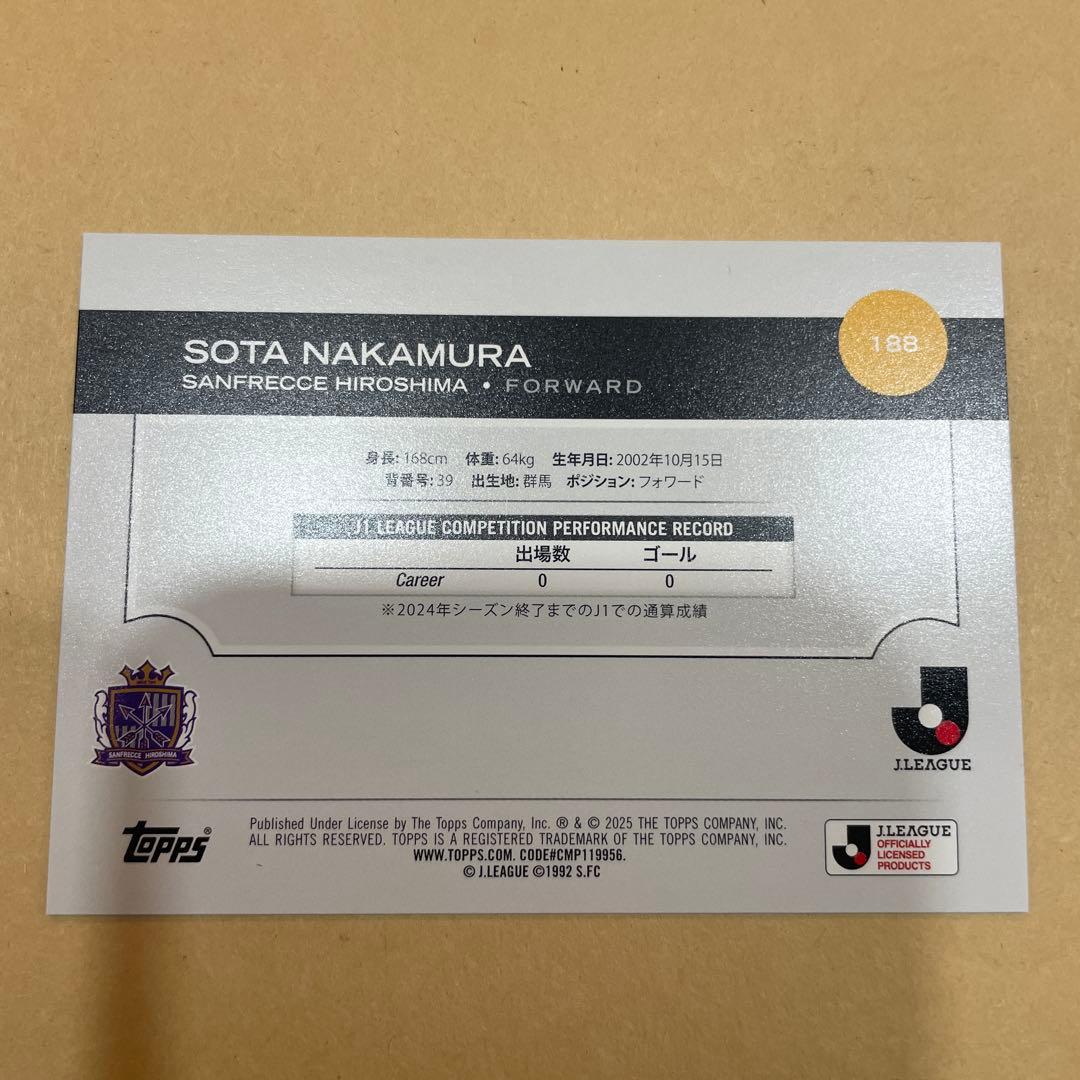 SOTA NAKAMURA
188
SANFRECCE HIROSHIMA • FORWARD
身長: 168cm 体重: 64kg 生年月日: 2002年10月15日
背番号: 39 出生地: 群馬 ポジション: フォワード
J1 LEAGUE COMPETITION PERFORMANCE RECORD
出場数 ゴール
Career 0 0
※2024年シーズン終了までのJ1での通算成績
SANFRECCE HIROSHIMA
J.LEAGUE
topps®
Published Under License by The Topps Company, Inc. ® & © 2025 THE TOPPS COMPANY, INC.
ALL RIGHTS RESERVED. TOPPS IS A REGISTERED TRADEMARK OF THE TOPPS COMPANY, INC.
WWW.TOPPS.COM. CODE#CMP119956.
© J.LEAGUE ©1992 S.FC
J.LEAGUE
OFFICIALLY
LICENSED
PRODUCTS